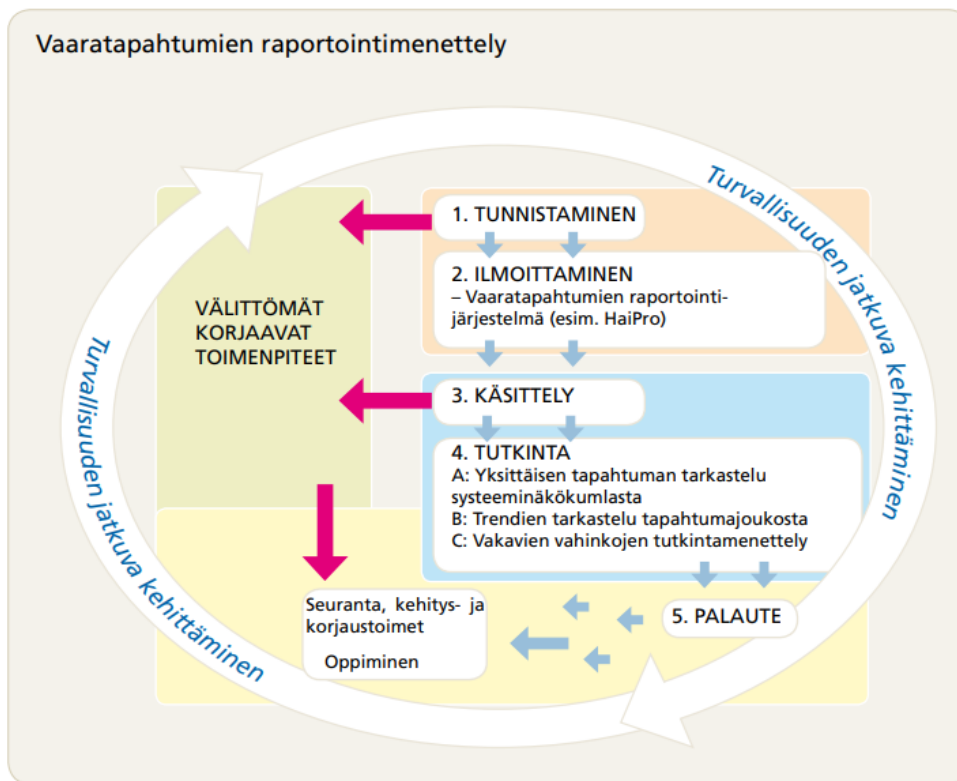 Vaaratapahtumien raportointimenettely
Turvallisuuden jatkuva kehittäminen
1. TUNNISTAMINEN
2. ILMOITTAMINEN
– Vaaratapahtumien raportointi-
järjestelmä (esim. HaiPro)
VÄLITTÖMÄT
KORJAAVAT
TOIMENPITEET
3. KÄSITTELY
4. TUTKINTA
A: Yksittäisen tapahtuman tarkastelu
systeeminäkökumlasta
B: Trendien tarkastelu tapahtumajoukosta
C: Vakavien vahinkojen tutkintamenettely
5. PALAUTE
Seuranta, kehitys- ja
korjaustoimet
Oppiminen
Turvallisuuden jatkuva kehittäminen